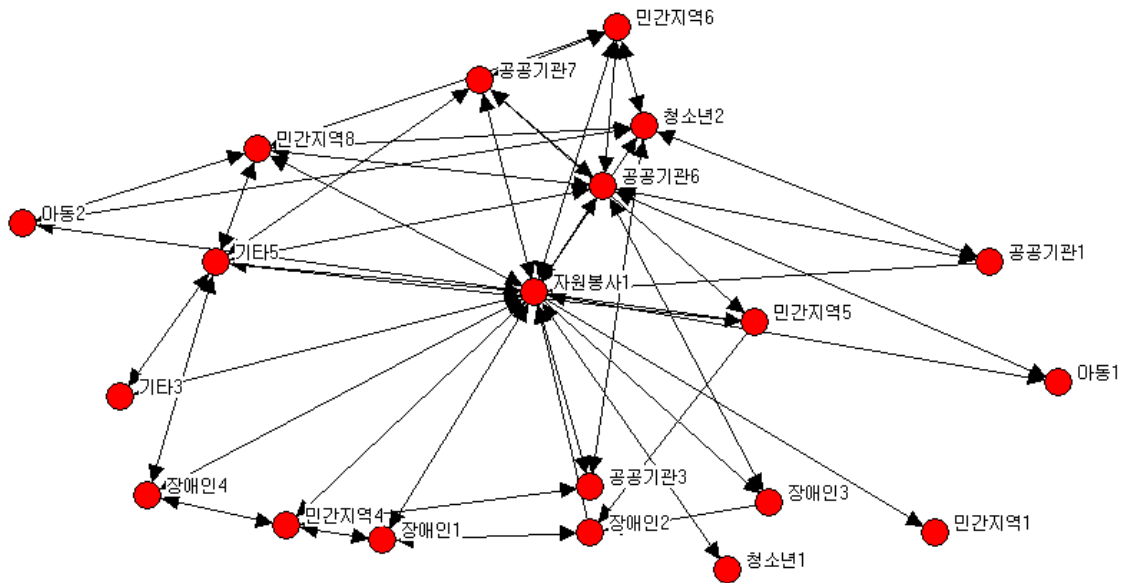 민간지역6
공공기관7
청소년2
민간지역8
공공기관6
아동2
기타5
공공기관1
자원봉사1
민간지역5
아동1
기타3
공공기관3
장애인4
장애인3
민간지역4
장애인1
장애인2
민간지역1
청소년1